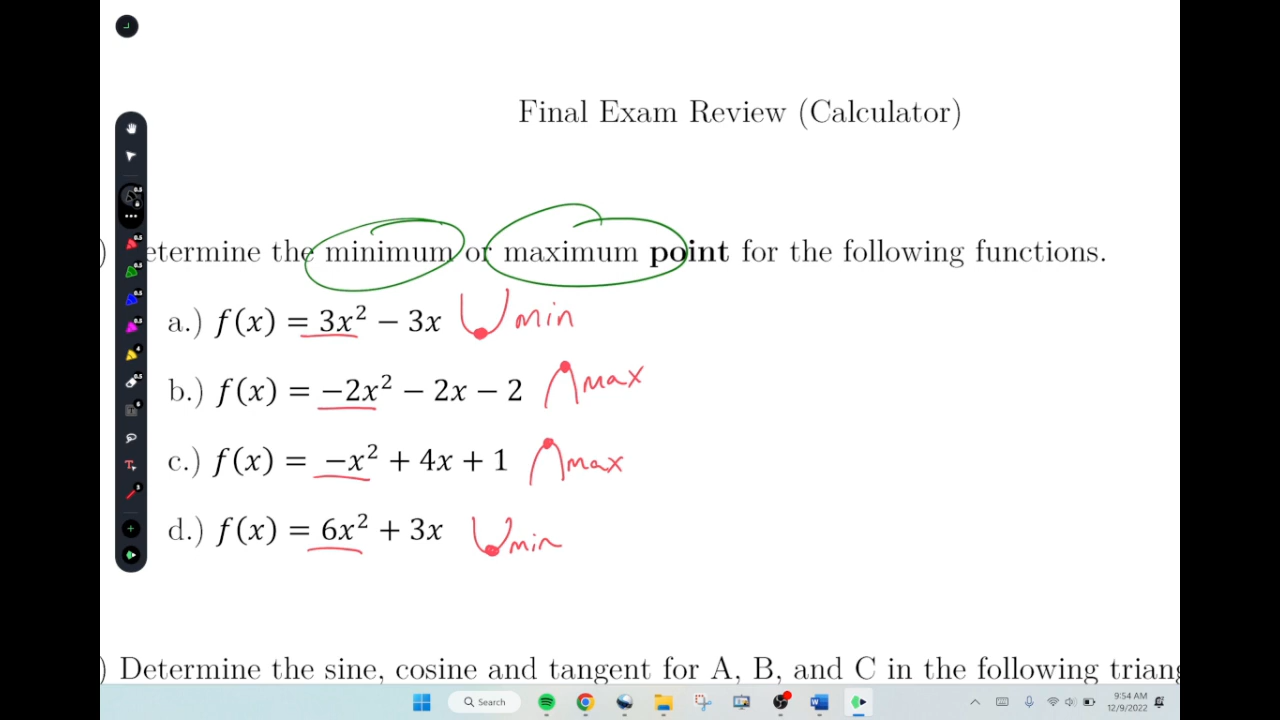 Final Exam Review (Calculator)
) etermine the minimum or maximum point for the following functions.
a.) f(x) = 3x² − 3x min
b.) f(x) = −2x² − 2x − 2 max
c.) f(x) = −x² + 4x + 1 max
d.) f(x) = 6x² + 3x min
) Determine the sine, cosine and tangent for A, B, and C in the following triang
Search
9:54 AM
12/9/2022